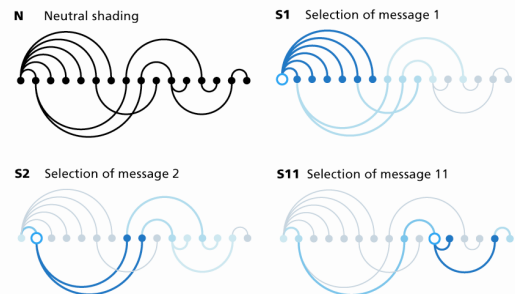 N Neutral shading
S1 Selection of message 1
S2 Selection of message 2
S11 Selection of message 11